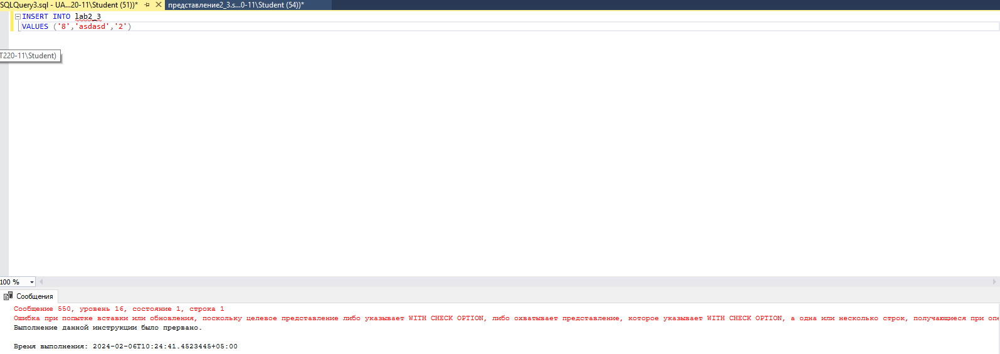 SQLQuery3.sql - UA...20-11\Student (51))*
представление2_3.s...0-11\Student (54))*
INSERT INTO lab2_3
VALUES ('8','asdasd','2')
T220-11\Student)
100 %
Сообщения
Сообщение 550, уровень 16, состояние 1, строка 1
Ошибка при попытке вставки или обновления, поскольку целевое представление либо указывает WITH CHECK OPTION, либо охватывает представление, которое указывает WITH CHECK OPTION, а одна или несколько строк, получающиеся при опе
Выполнение данной инструкции было прервано.
Время выполнения: 2024-02-06T10:24:41.4523445+05:00